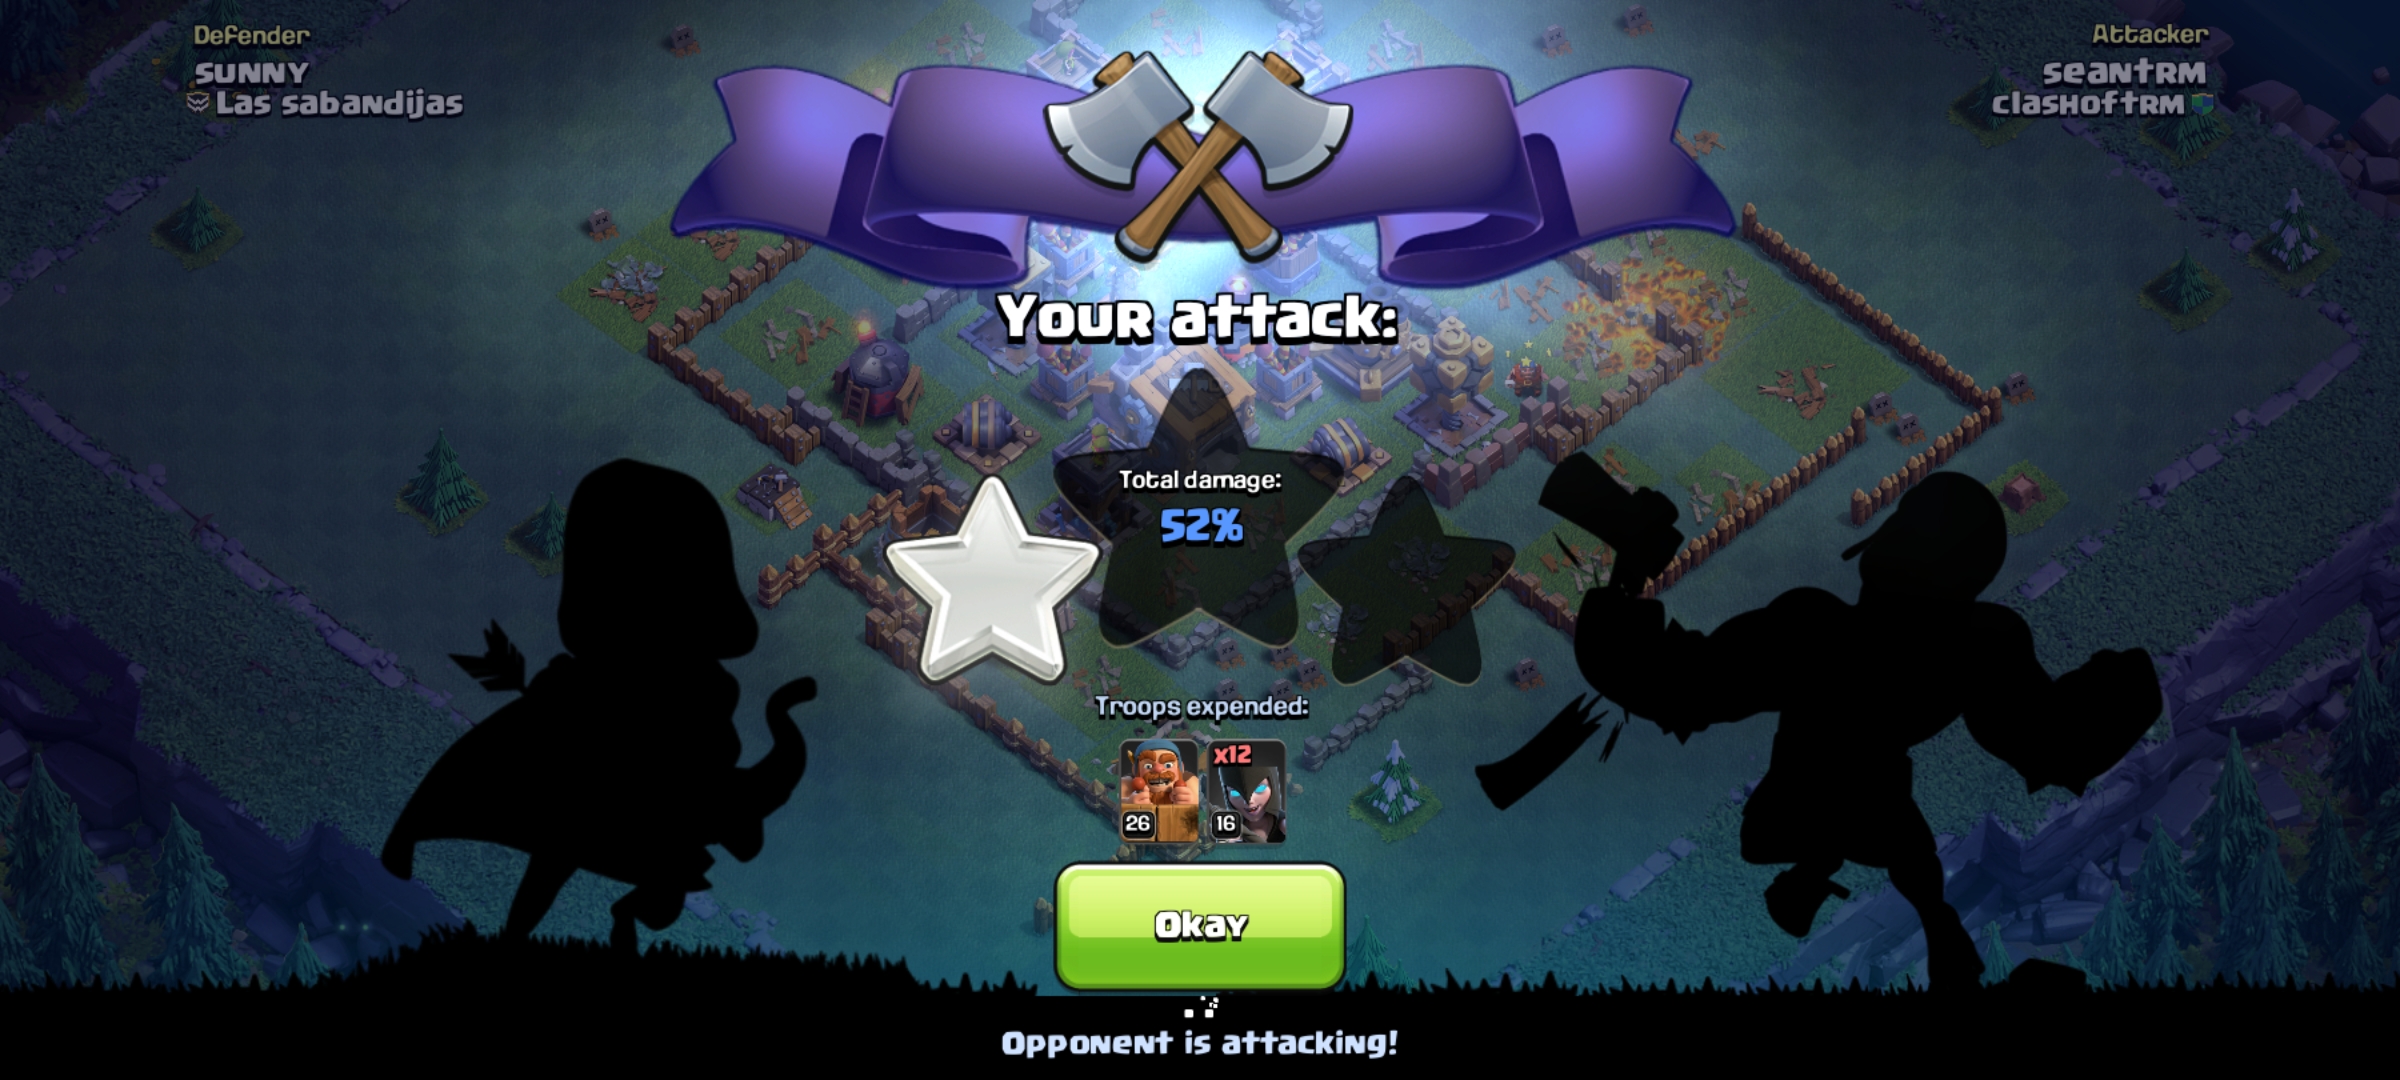 Defender
SUNNY
Las sabandijas
Attacker
seantRM
clashoftRM
Your attack:
Total damage:
52%
Troops expended:
x12
26
16
Okay
Opponent is attacking!